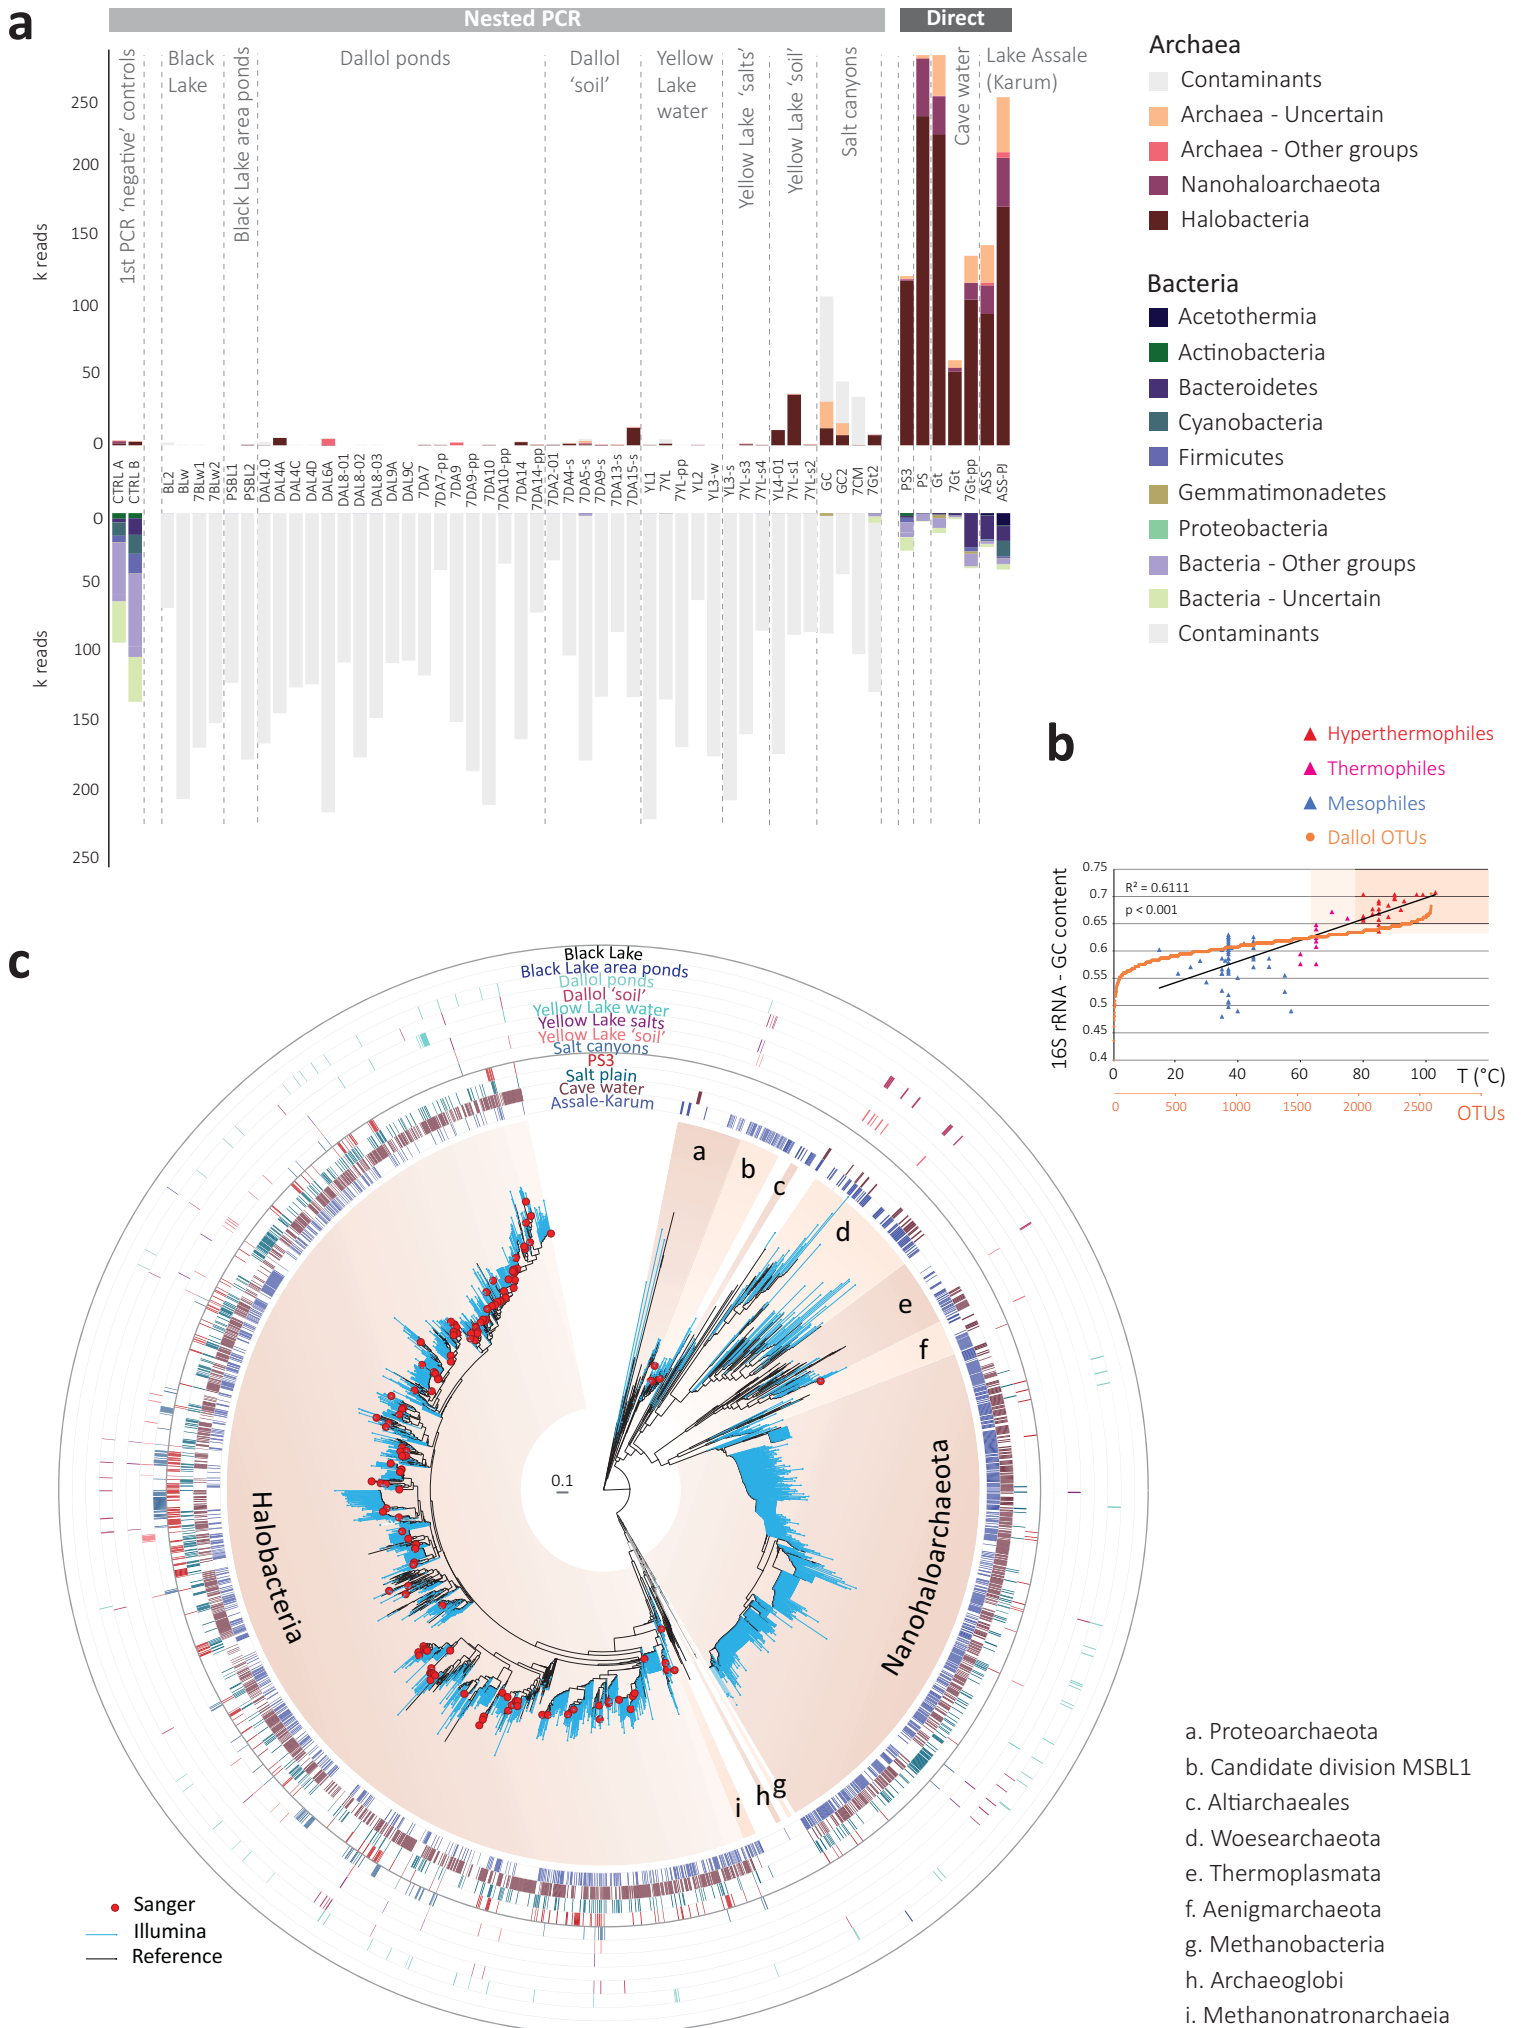 a
Nested PCR
Direct
1st PCR ‘negative’ controls
Black
Lake
Black Lake area ponds
Dallol ponds
Dallol
‘soil’
Yellow
Lake
water
Yellow Lake ‘salts’
Yellow Lake ‘soil’
Salt canyons
Cave water
Lake Assale
(Karum)
k reads
250
200
150
100
50
0
CTRL A
CTRL B
BL2
BLw
7BLw1
7BLw2
PSBL1
PSBL2
DAL4.0
DAL4A
DAL4C
DAL4D
DAL6A
DAL8-01
DAL8-02
DAL8-03
DAL9A
DAL9C
7DA7
7DA7-pp
7DA9
7DA9-pp
7DA10
7DA10-pp
7DA14
7DA14-pp
7DA2-01
7DA4-s
7DA5-s
7DA9-s
7DA13-s
7DA15-s
YL1
7YL
7YL-pp
YL2
YL3-w
YL3-s
7YL-s3
7YL-s4
YL4-01
7YL-s1
7YL-s2
GC
GC2
7CM
7Gt2
PS3
PS
Gt
7Gt
7Gt-pp
ASS
ASS-PJ
k reads
0
50
100
150
200
250
Archaea
Contaminants
Archaea - Uncertain
Archaea - Other groups
Nanohaloarchaeota
Halobacteria
Bacteria
Acetothermia
Actinobacteria
Bacteroidetes
Cyanobacteria
Firmicutes
Gemmatimonadetes
Proteobacteria
Bacteria - Other groups
Bacteria - Uncertain
Contaminants
b
Hyperthermophiles
Thermophiles
Mesophiles
Dallol OTUs
16S rRNA - GC content
0.75
0.7
0.65
0.6
0.55
0.5
0.45
0.4
R² = 0.6111
p < 0.001
0 20 40 60 80 100 T (°C)
0 500 1000 1500 2000 2500 OTUs
c
Black Lake
Black Lake area ponds
Dallol ponds
Dallol ‘soil’
Yellow Lake water
Yellow Lake salts
Yellow Lake ‘soil’
Salt canyons
PS3
Salt plain
Cave water
Assale-Karum
a
b
c
d
e
f
Nanohaloarchaeota
Halobacteria
0.1
g
h
i
Sanger
Illumina
Reference
a. Proteoarchaeota
b. Candidate division MSBL1
c. Altiarchaeales
d. Woesearchaeota
e. Thermoplasmata
f. Aenigmarchaeota
g. Methanobacteria
h. Archaeoglobi
i. Methanonatronarchaeia